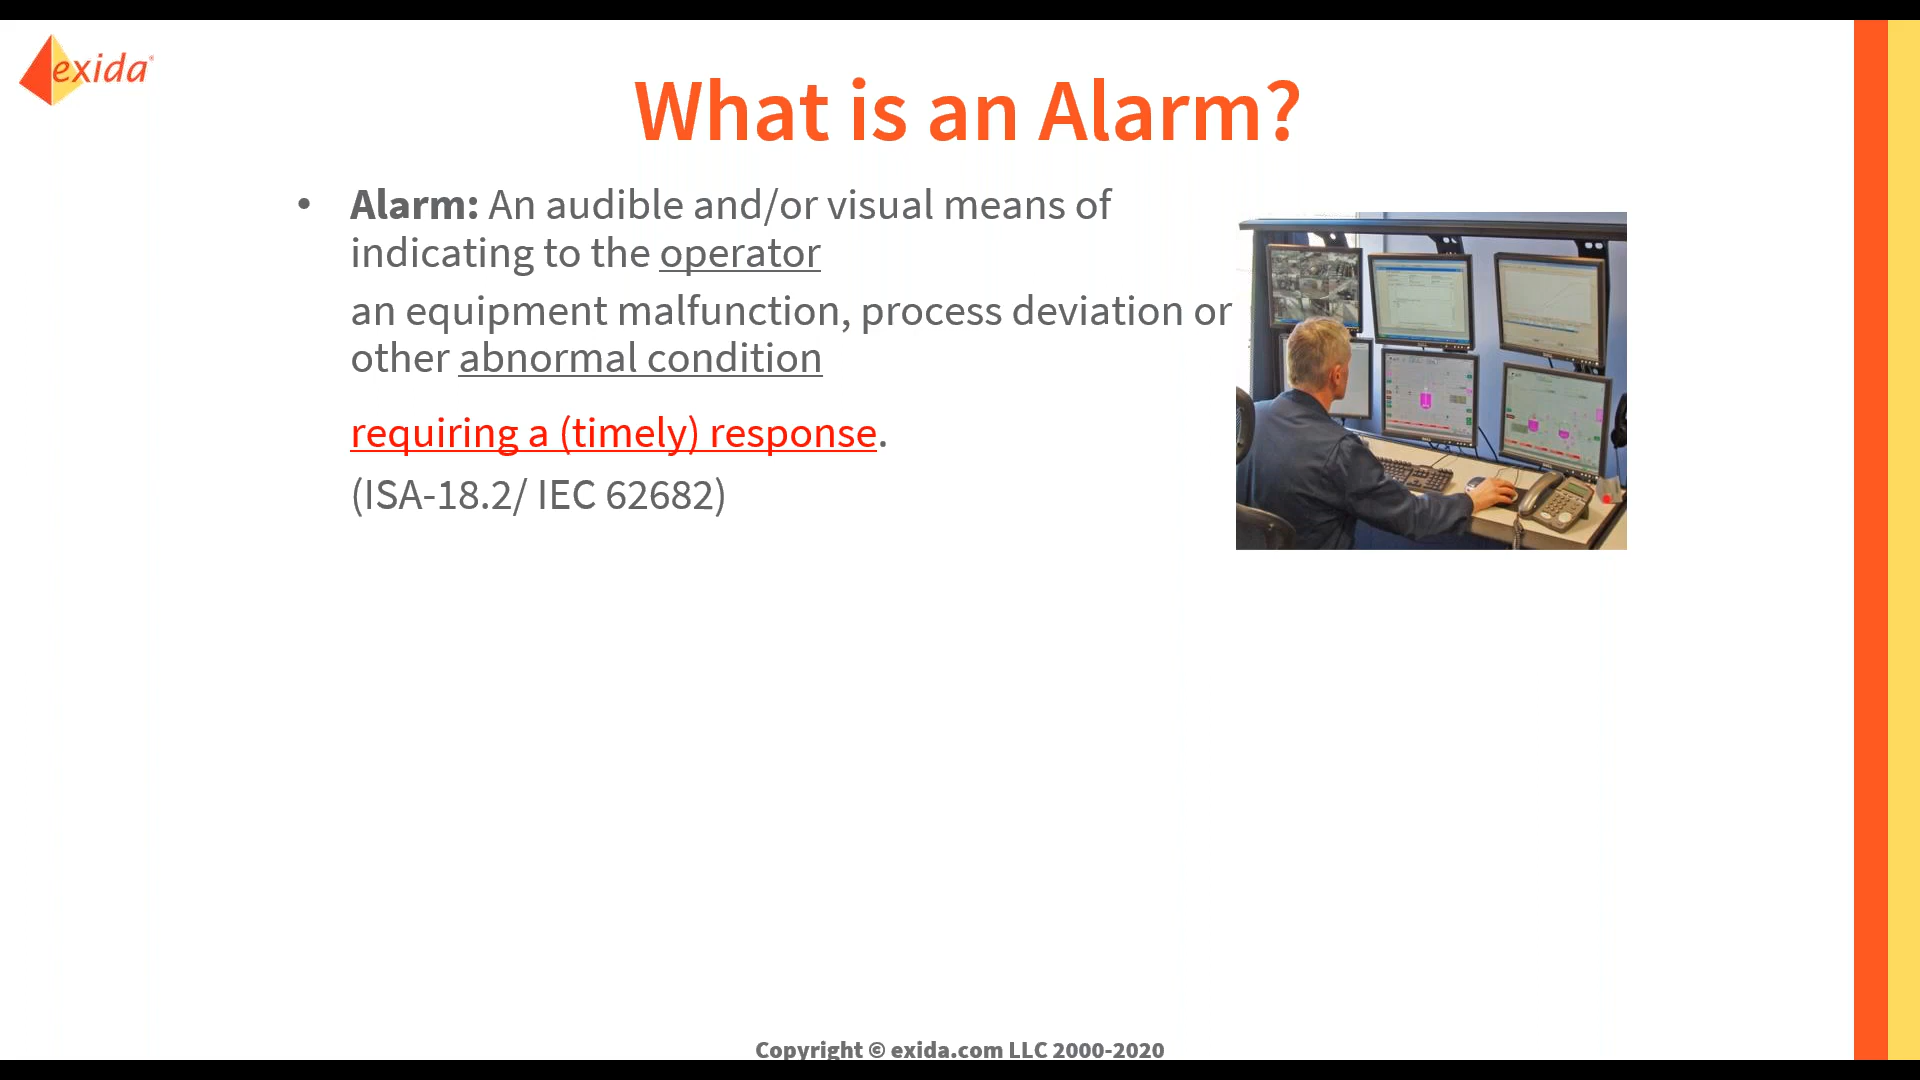 exida
What is an Alarm?
• Alarm: An audible and/or visual means of
indicating to the operator
an equipment malfunction, process deviation or
other abnormal condition
requiring a (timely) response.
(ISA-18.2/ IEC 62682)
Copyright © exida.com LLC 2000-2020